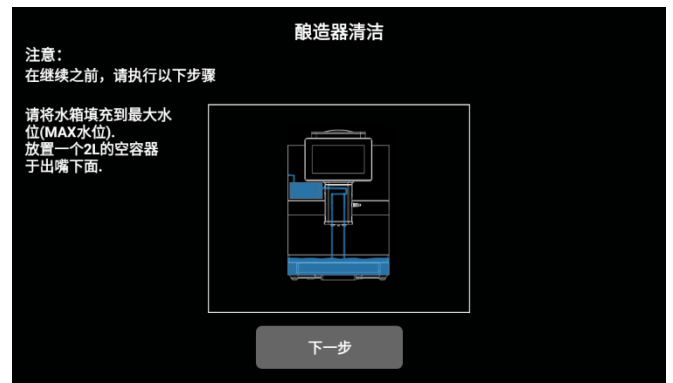 酿造器清洁
注意：
在继续之前，请执行以下步骤
请将水箱填充到最大水
位(MAX水位).
放置一个2L的空容器
于出嘴下面.
下一步